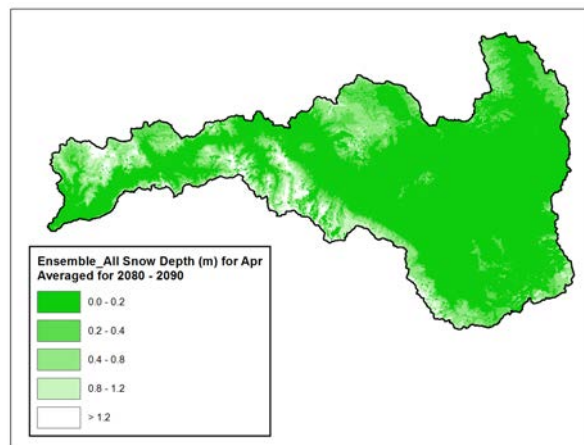 Ensemble_All Snow Depth (m) for Apr
Averaged for 2080 - 2090
0.0 - 0.2
0.2 - 0.4
0.4 - 0.8
0.8 - 1.2
> 1.2